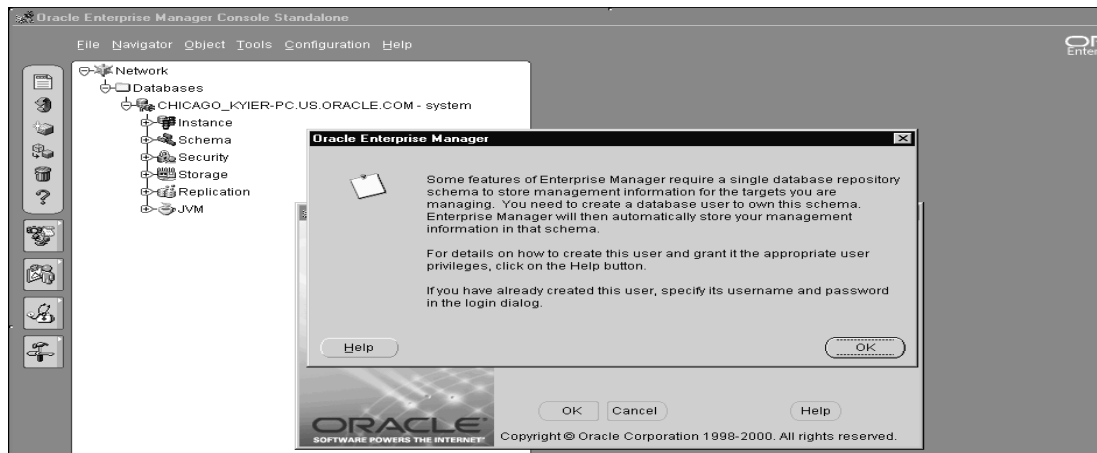 Oracle Enterprise Manager Console Standalone
File Navigator Object Tools Configuration Help
Network
Databases
CHICAGO_KYIER-PC.US.ORACLE.COM - system
Instance
Schema
Security
Storage
Replication
JVM
Oracle Enterprise Manager
Some features of Enterprise Manager require a single database repository
schema to store management information for the targets you are
managing. You need to create a database user to own this schema.
Enterprise Manager will then automatically store your management
information in that schema.
For details on how to create this user and grant it the appropriate user
privileges, click on the Help button.
If you have already created this user, specify its username and password
in the login dialog.
Help OK
OK Cancel Help
ORACLE
SOFTWARE POWERS THE INTERNET
Copyright © Oracle Corporation 1998-2000. All rights reserved.